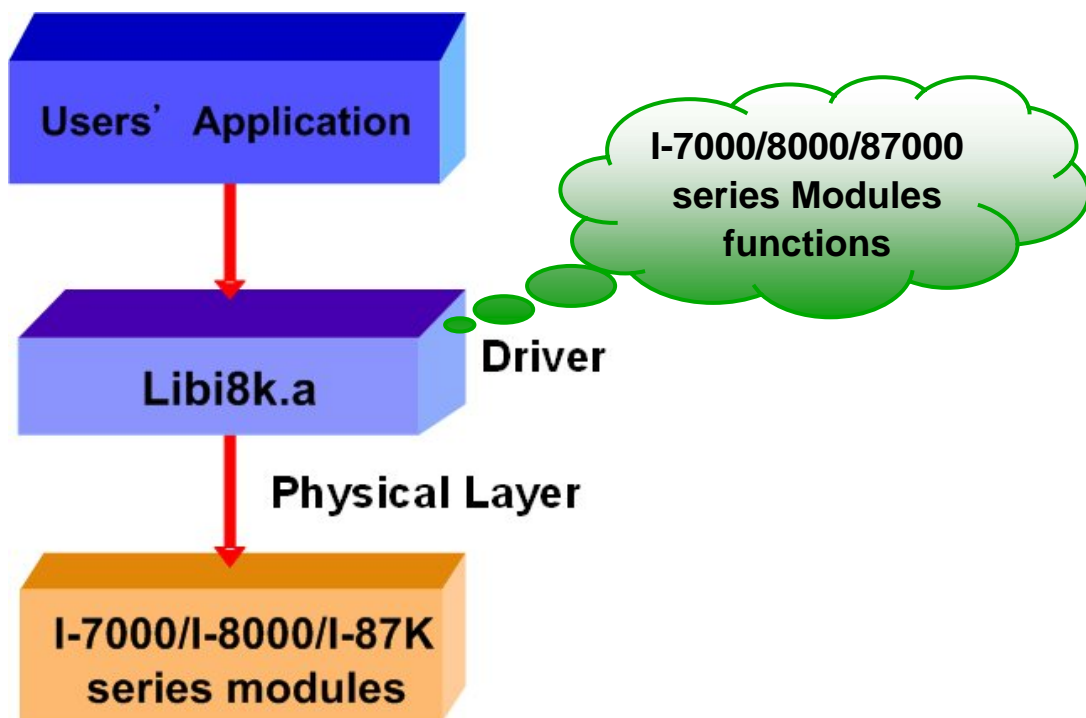 Users’ Application
I-7000/8000/87000
series Modules
functions
Driver
Libi8k.a
Physical Layer
I-7000/I-8000/I-87K
series modules